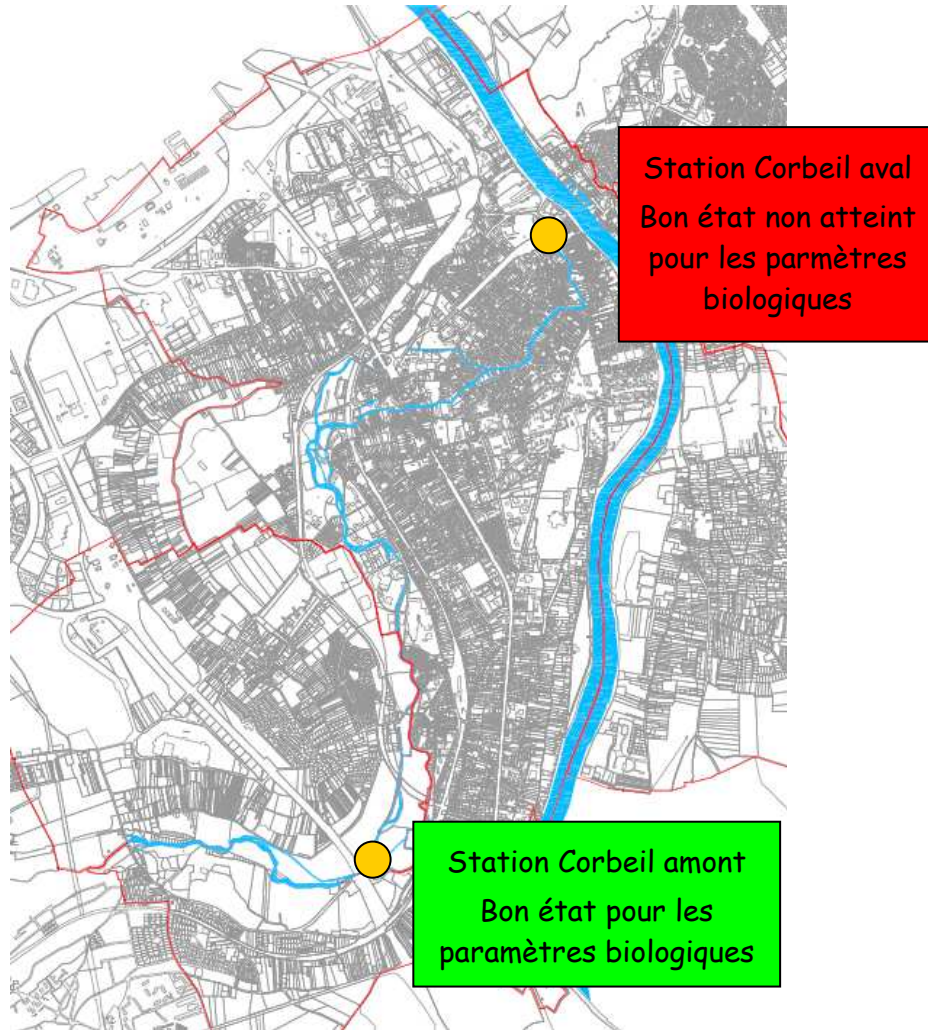 Station Corbeil aval
Bon état non atteint
pour les parmètres
biologiques
Station Corbeil amont
Bon état pour les
paramètres biologiques